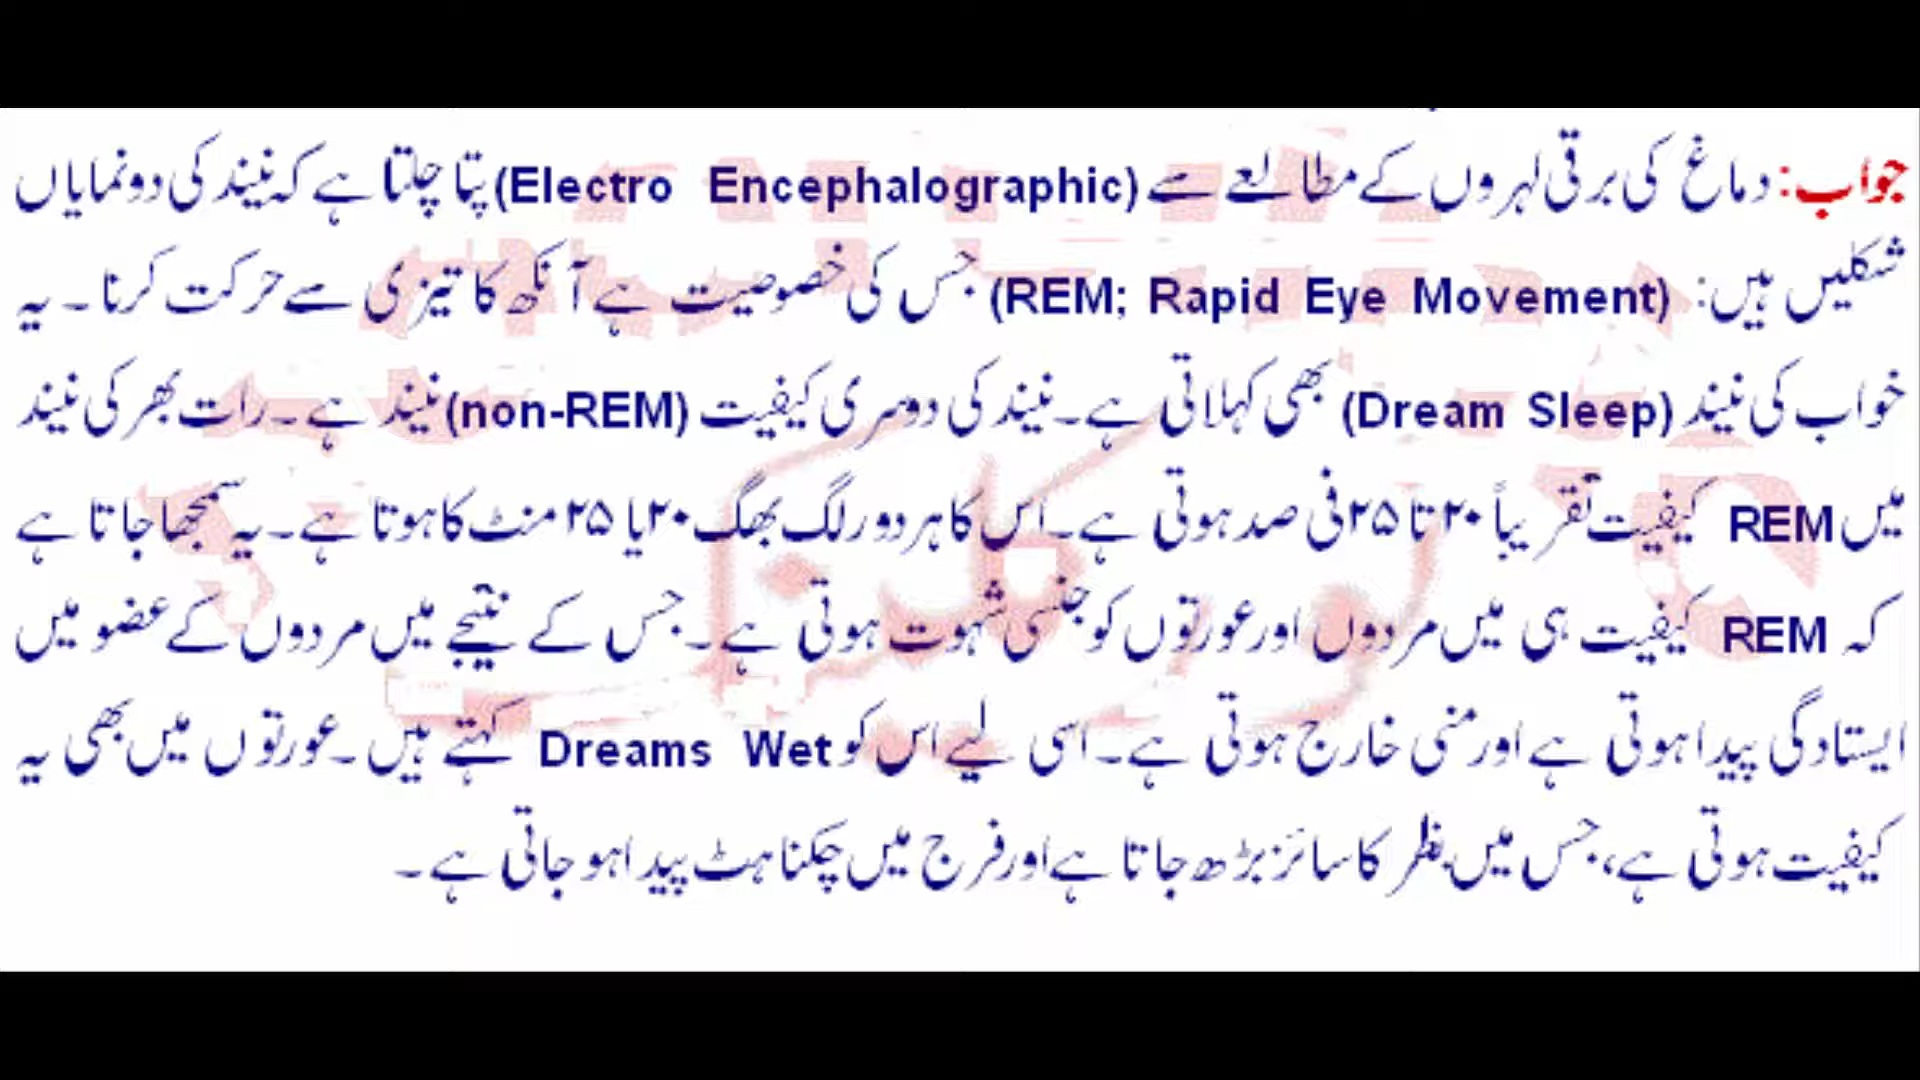 جواب: دماغ کی برقی لہروں کے مطالعے سے (Electro Encephalographic) پتا چلتا ہے کہ نیند کی دو نمایاں
شکلیں ہیں: (REM; Rapid Eye Movement) جس کی خصوصیت ہے آنکھ کا تیزی سے حرکت کرنا۔ یہ
خواب کی نیند (Dream Sleep) بھی کہلاتی ہے۔ نیند کی دوسری کیفیت (non-REM) نیند ہے۔ رات بھر کی نیند
میں REM کیفیت تقریباً ۲۰ تا ۲۵ فی صد ہوتی ہے۔ اس کا ہر دور لگ بھگ ۲۰ یا ۲۵ منٹ کا ہوتا ہے۔ یہ سمجھا جاتا ہے
کہ REM کیفیت ہی میں مردوں اور عورتوں کو جنسی شہوت ہوتی ہے۔ جس کے نتیجے میں مردوں کے عضو میں
ایستادگی پیدا ہوتی ہے اور منی خارج ہوتی ہے۔ اسی لیے اس کو Dreams Wet کہتے ہیں۔ عورتوں میں بھی یہ
کیفیت ہوتی ہے، جس میں بظر کا سائز بڑھ جاتا ہے اور فرج میں چکناہٹ پیدا ہو جاتی ہے۔